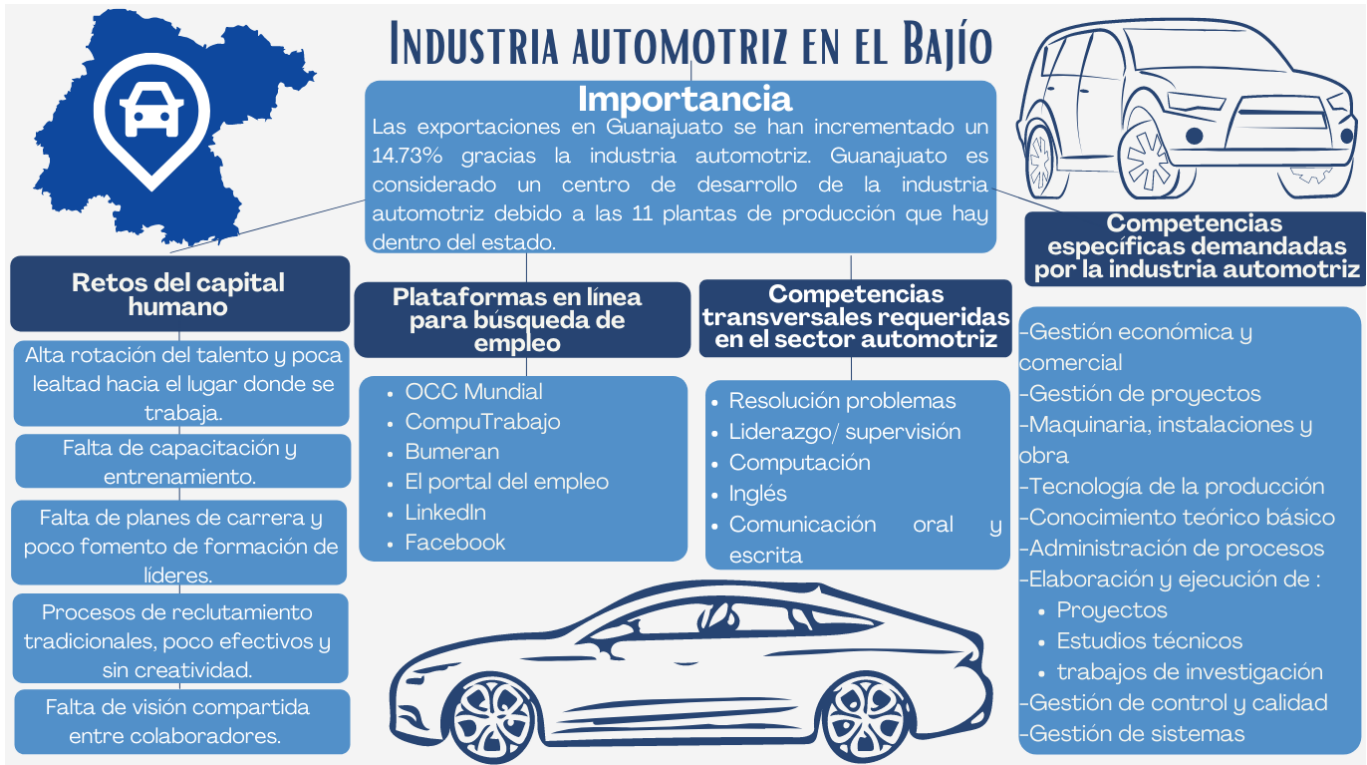 INDUSTRIA AUTOMOTRIZ EN EL BAJÍO
Importancia
Las exportaciones en Guanajuato se han incrementado un
14.73% gracias la industria automotriz. Guanajuato es
considerado un centro de desarrollo de la industria
automotriz debido a las 11 plantas de producción que hay
dentro del estado.
Retos del capital
humano
Alta rotación del talento y poca
lealtad hacia el lugar donde se
trabaja.
Falta de capacitación y
entrenamiento.
Falta de planes de carrera y
poco fomento de formación de
líderes.
Procesos de reclutamiento
tradicionales, poco efectivos y
sin creatividad.
Falta de visión compartida
entre colaboradores.
Plataformas en línea
para búsqueda de
empleo
• OCC Mundial
• CompuTrabajo
• Bumeran
• El portal del empleo
• LinkedIn
• Facebook
Competencias
transversales requeridas
en el sector automotriz
• Resolución problemas
• Liderazgo/ supervisión
• Computación
• Inglés
• Comunicación oral y
escrita
Competencias
específicas demandadas
por la industria automotriz
-Gestión económica y
comercial
-Gestión de proyectos
-Maquinaria, instalaciones y
obra
-Tecnología de la producción
-Conocimiento teórico básico
-Administración de procesos
-Elaboración y ejecución de :
• Proyectos
• Estudios técnicos
• trabajos de investigación
-Gestión de control y calidad
-Gestión de sistemas